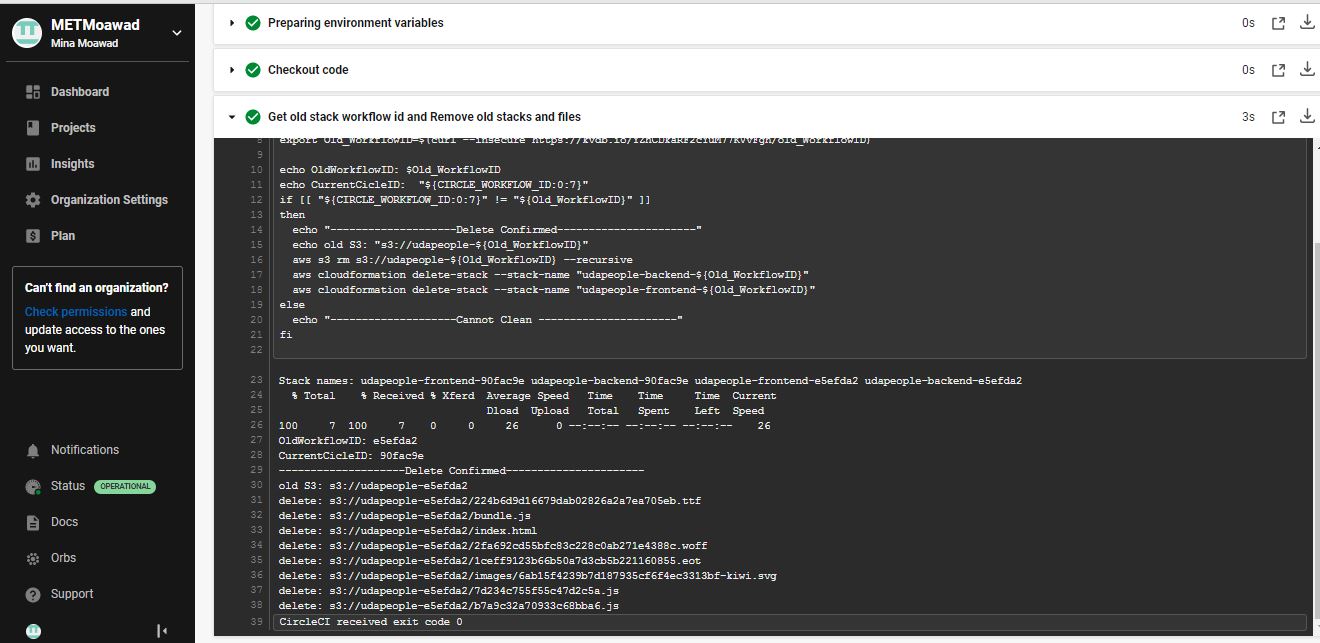 METMoawad
Mina Moawad
Dashboard
Projects
Insights
Organization Settings
Plan
Can't find an organization?
Check permissions and
update access to the ones
you want.
Notifications
Status OPERATIONAL
Docs
Orbs
Support
Preparing environment variables 0s
Checkout code 0s
Get old stack workflow id and Remove old stacks and files 3s
8 export Old_WorkflowID=$(curl --insecure
9
10 echo OldWorkflowID: $Old_WorkflowID
11 echo CurrentCicleID:  "${CIRCLE_WORKFLOW_ID:0:7}"
12 if [[ "${CIRCLE_WORKFLOW_ID:0:7}" != "${Old_WorkflowID}" ]]
13 then
14   echo "--------------------Delete Confirmed----------------------"
15   echo old S3: "s3://udapeople-${Old_WorkflowID}"
16   aws s3 rm s3://udapeople-${Old_WorkflowID} --recursive
17   aws cloudformation delete-stack --stack-name "udapeople-backend-${Old_WorkflowID}"
18   aws cloudformation delete-stack --stack-name "udapeople-frontend-${Old_WorkflowID}"
19 else
20   echo "--------------------Cannot Clean ----------------------"
21 fi
22
23 Stack names: udapeople-frontend-90fac9e udapeople-backend-90fac9e udapeople-frontend-e5efda2 udapeople-backend-e5efda2
24   % Total    % Received % Xferd  Average Speed   Time    Time     Time  Current
25                                  Dload  Upload   Total   Spent    Left  Speed
26 100     7  100     7    0     0     26      0 --:--:-- --:--:-- --:--:--    26
27 OldWorkflowID: e5efda2
28 CurrentCicleID: 90fac9e
29 --------------------Delete Confirmed----------------------
30 old S3: s3://udapeople-e5efda2
31 delete: s3://udapeople-e5efda2/224b6d9d16679dab02826a2a7ea705eb.ttf
32 delete: s3://udapeople-e5efda2/bundle.js
33 delete: s3://udapeople-e5efda2/index.html
34 delete: s3://udapeople-e5efda2/2fa692cd55bfc83c228c0ab271e4388c.woff
35 delete: s3://udapeople-e5efda2/1ceff9123b66b50a7d3cb5b221160855.eot
36 delete: s3://udapeople-e5efda2/images/6ab15f4239b7d187935cf6f4ec3313bf-kiwi.svg
37 delete: s3://udapeople-e5efda2/7d234c755f55c47d2c5a.js
38 delete: s3://udapeople-e5efda2/b7a9c32a70933c68bba6.js
39 CircleCI received exit code 0